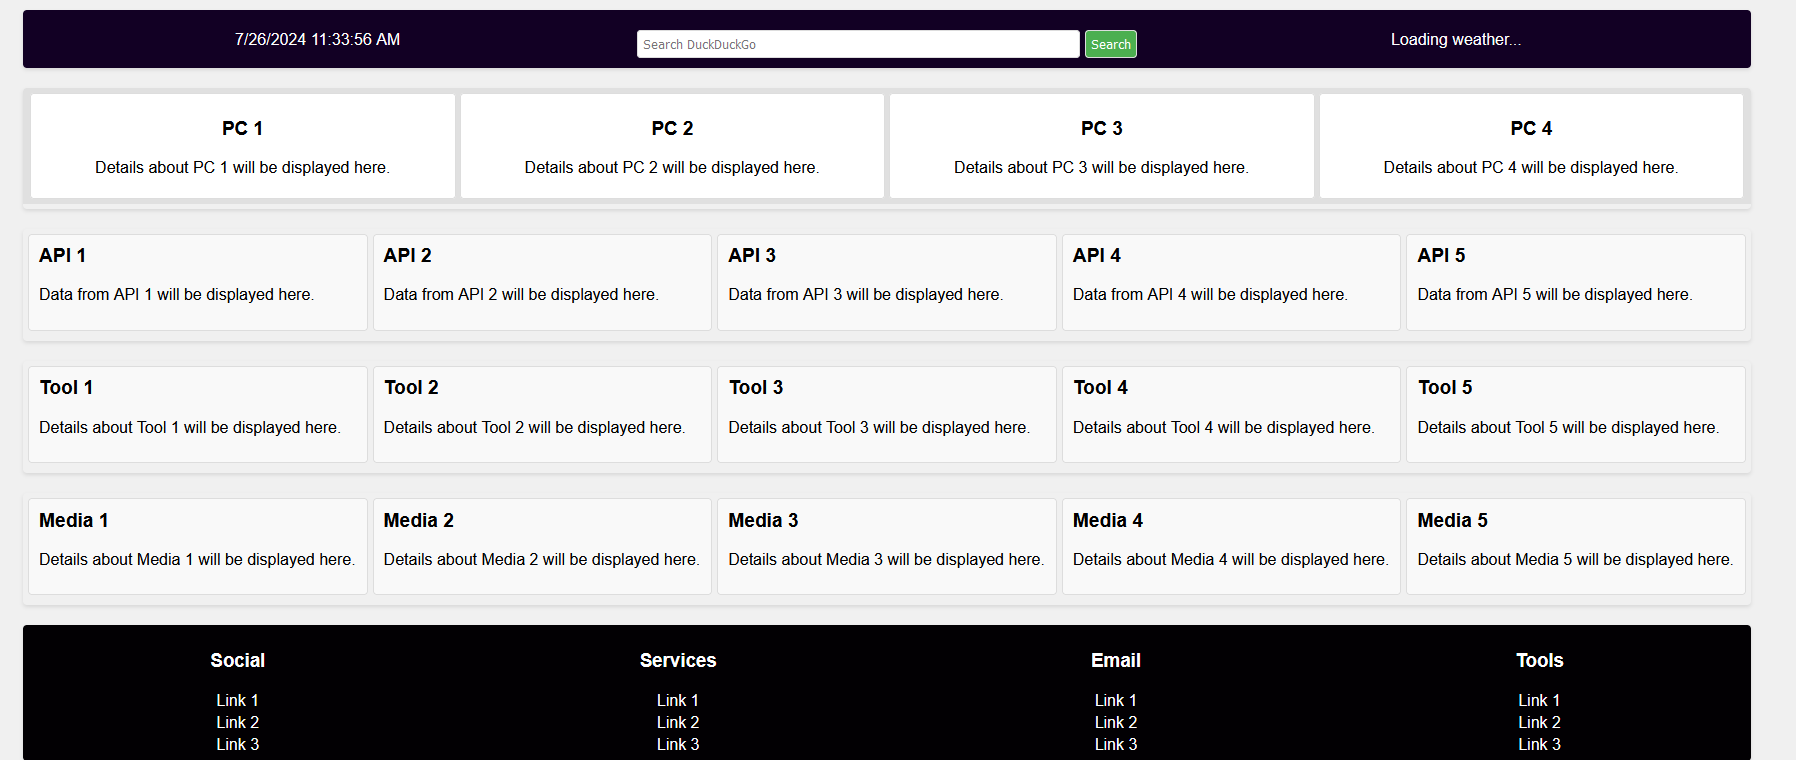 7/26/2024 11:33:56 AM
Search DuckDuckGo
Search
Loading weather...
PC 1
Details about PC 1 will be displayed here.
PC 2
Details about PC 2 will be displayed here.
PC 3
Details about PC 3 will be displayed here.
PC 4
Details about PC 4 will be displayed here.
API 1
Data from API 1 will be displayed here.
API 2
Data from API 2 will be displayed here.
API 3
Data from API 3 will be displayed here.
API 4
Data from API 4 will be displayed here.
API 5
Data from API 5 will be displayed here.
Tool 1
Details about Tool 1 will be displayed here.
Tool 2
Details about Tool 2 will be displayed here.
Tool 3
Details about Tool 3 will be displayed here.
Tool 4
Details about Tool 4 will be displayed here.
Tool 5
Details about Tool 5 will be displayed here.
Media 1
Details about Media 1 will be displayed here.
Media 2
Details about Media 2 will be displayed here.
Media 3
Details about Media 3 will be displayed here.
Media 4
Details about Media 4 will be displayed here.
Media 5
Details about Media 5 will be displayed here.
Social
Link 1
Link 2
Link 3
Services
Link 1
Link 2
Link 3
Email
Link 1
Link 2
Link 3
Tools
Link 1
Link 2
Link 3